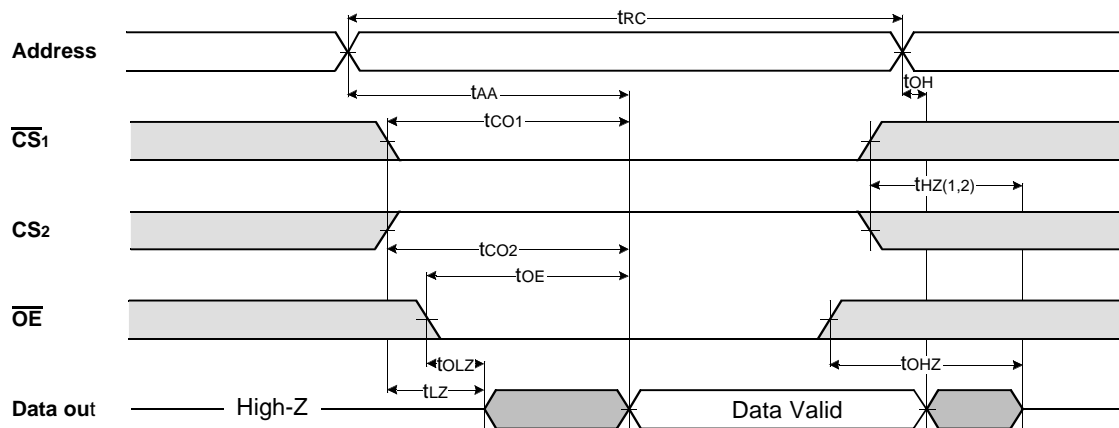 tRC
Address
tOH
tAA
tCO1
CS1
tHZ(1,2)
CS2
tCO2
tOE
OE
tOLZ
tOHZ
tLZ
Data out High-Z Data Valid